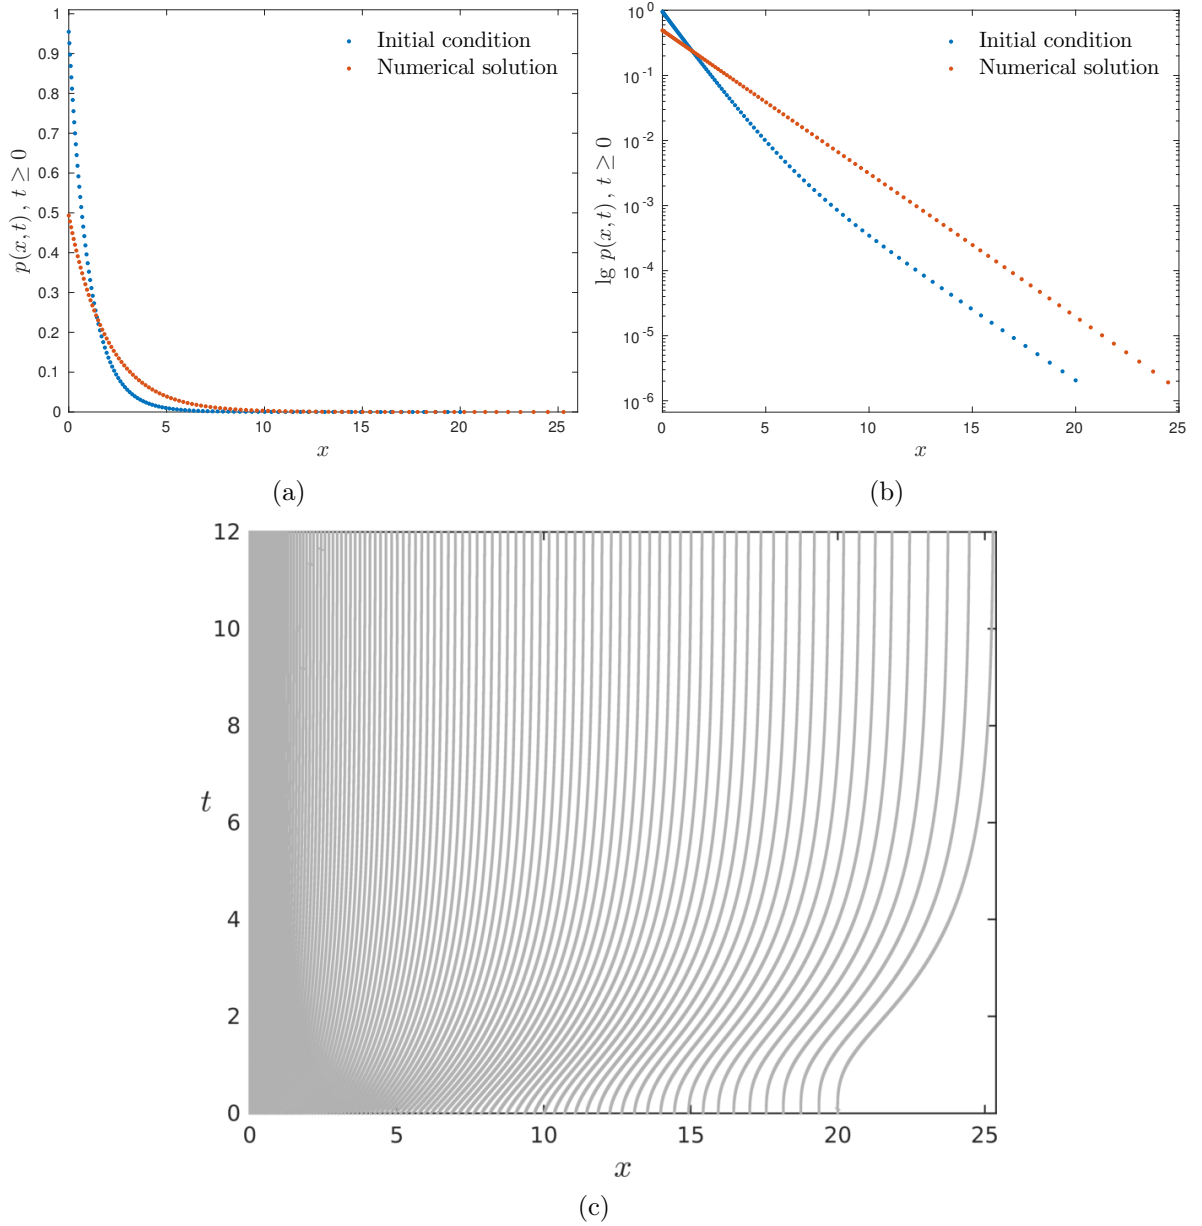 1
0.9
0.8
0.7
0.6
0.5
0.4
0.3
0.2
0.1
0
p(x, t) , t ≥ 0
Initial condition
Numerical solution
0 5 10 15 20 25
x
(a)
10^0
10^-1
10^-2
10^-3
10^-4
10^-5
10^-6
lg p(x, t) , t ≥ 0
Initial condition
Numerical solution
0 5 10 15 20 25
x
(b)
12
10
8
6
4
2
0
t
0 5 10 15 20 25
x
(c)